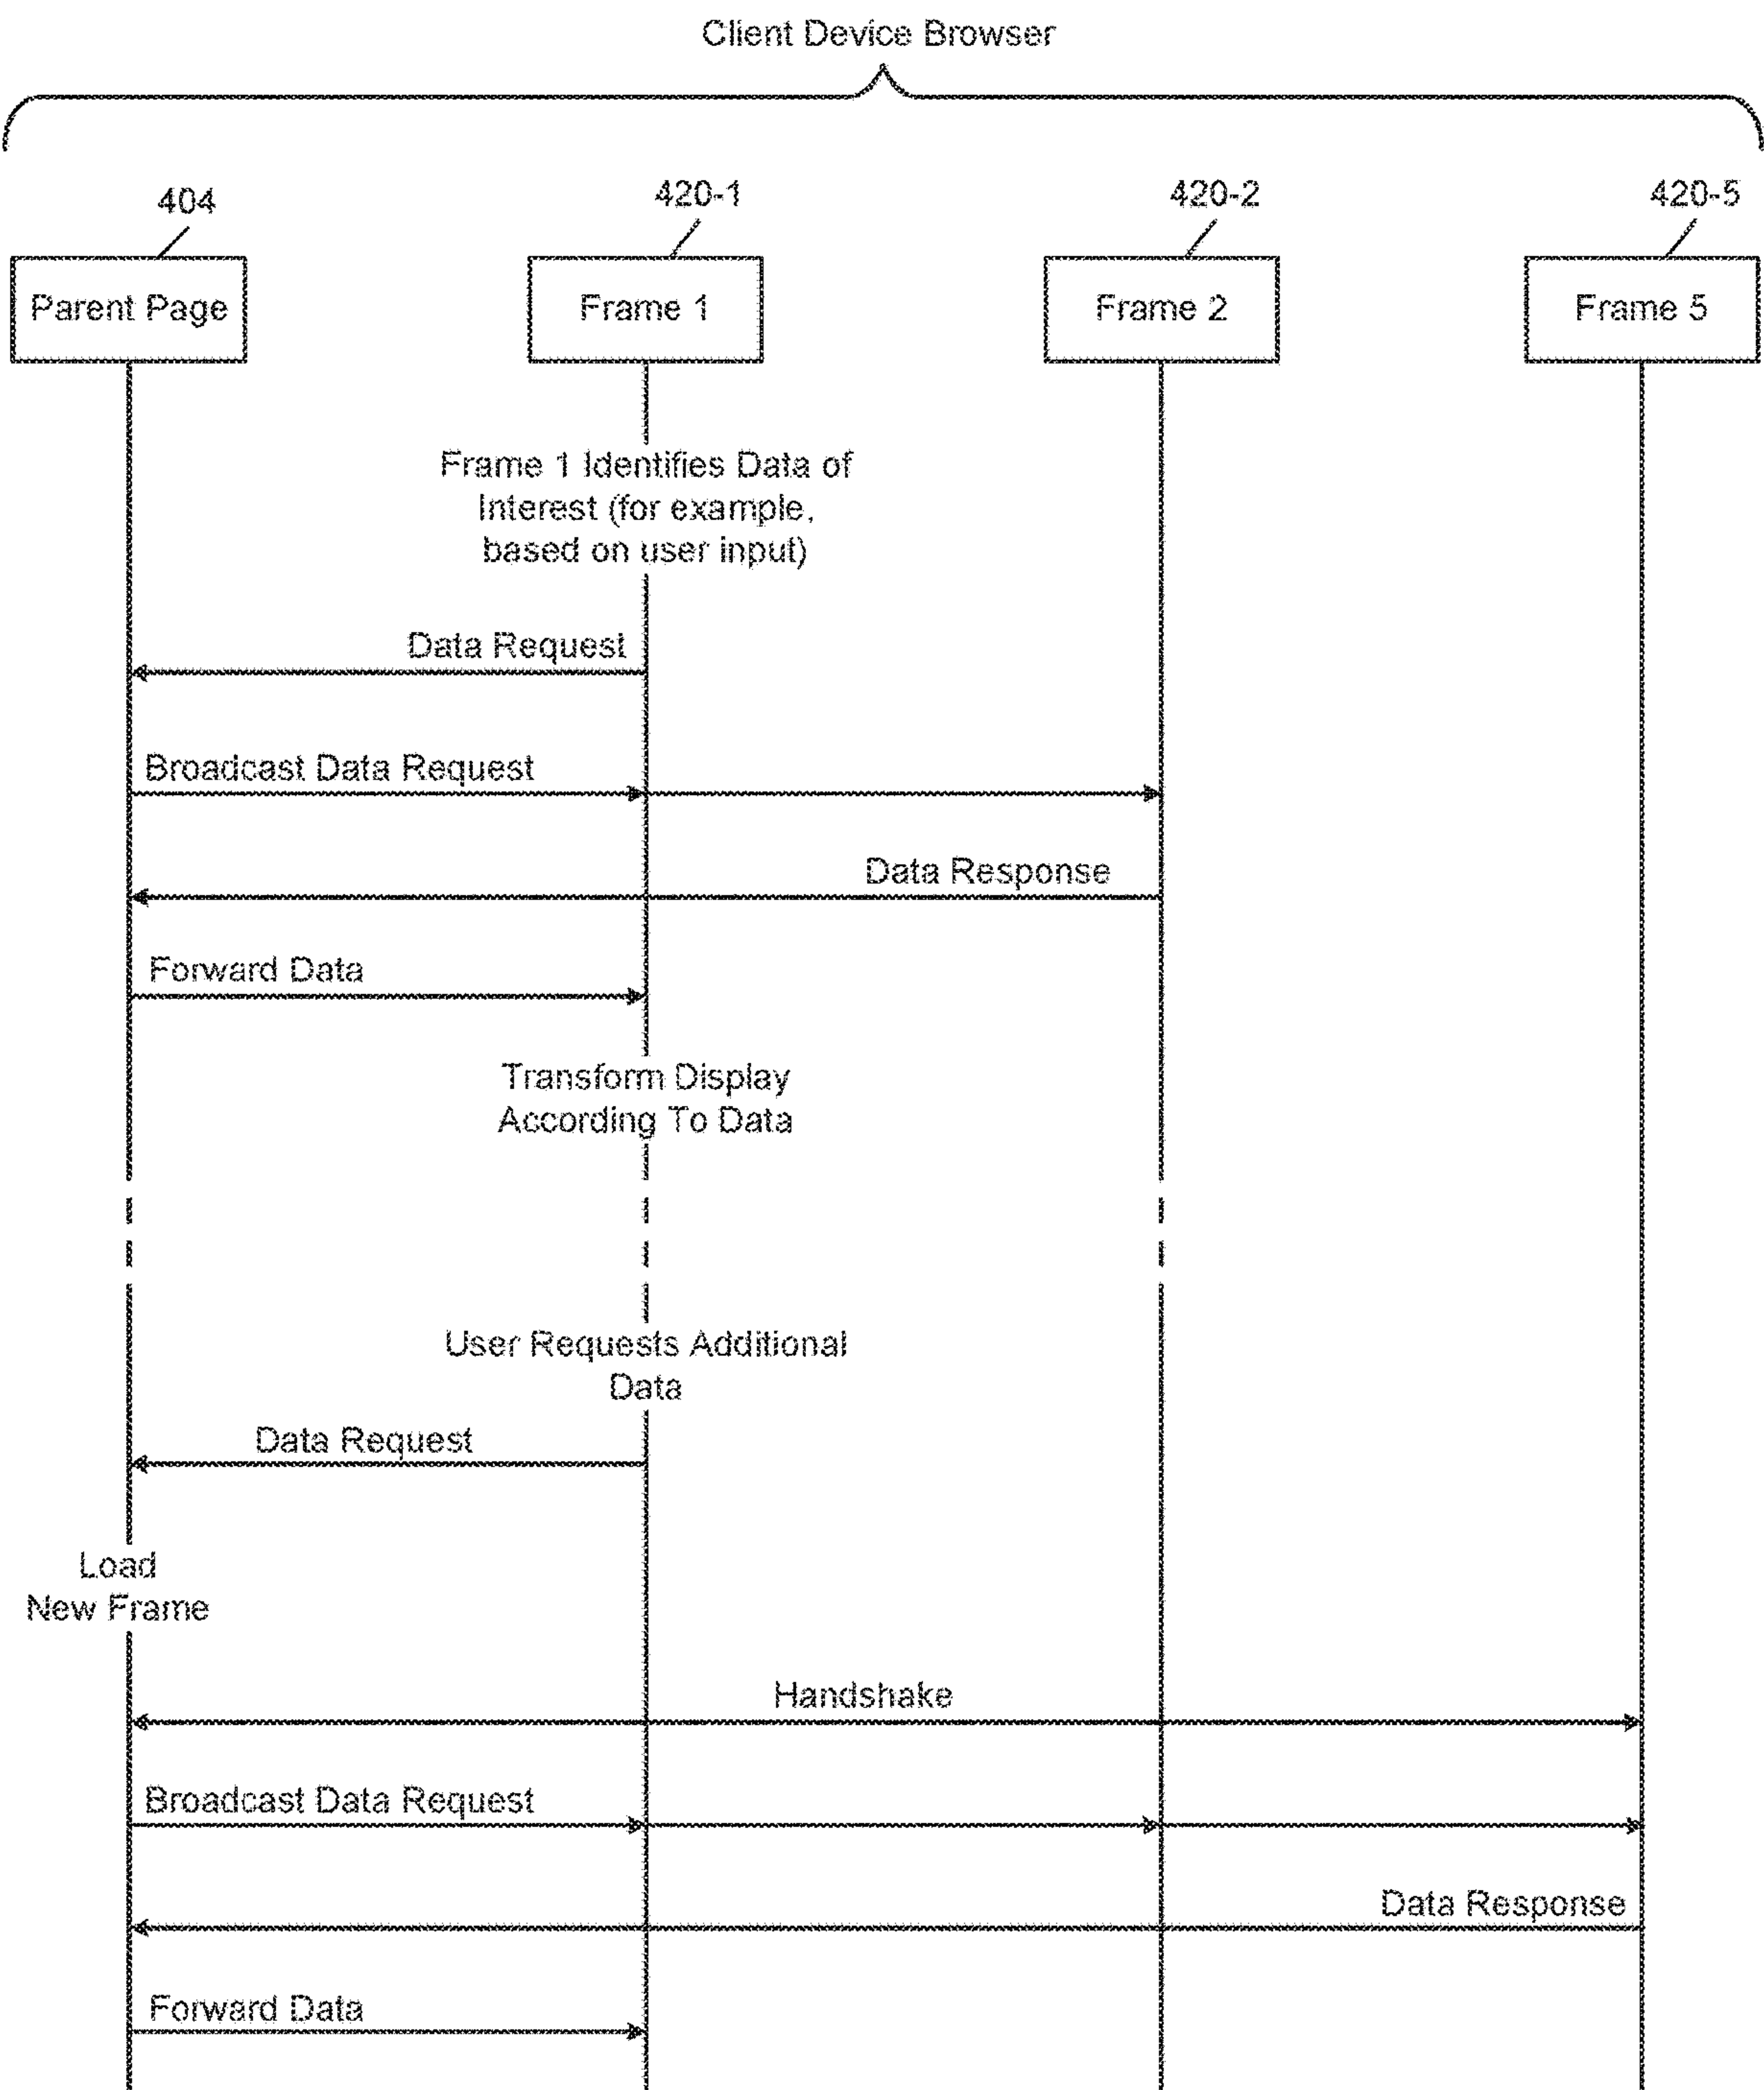 Client Device Browser
404
420-1
420-2
420-5
Parent Page
Frame 1
Frame 2
Frame 5
Frame 1 Identifies Data of
Interest (for example,
based on user input)
Data Request
Broadcast Data Request
Data Response
Forward Data
Transform Display
According To Data
User Requests Additional
Data
Data Request
Load
New Frame
Handshake
Broadcast Data Request
Data Response
Forward Data